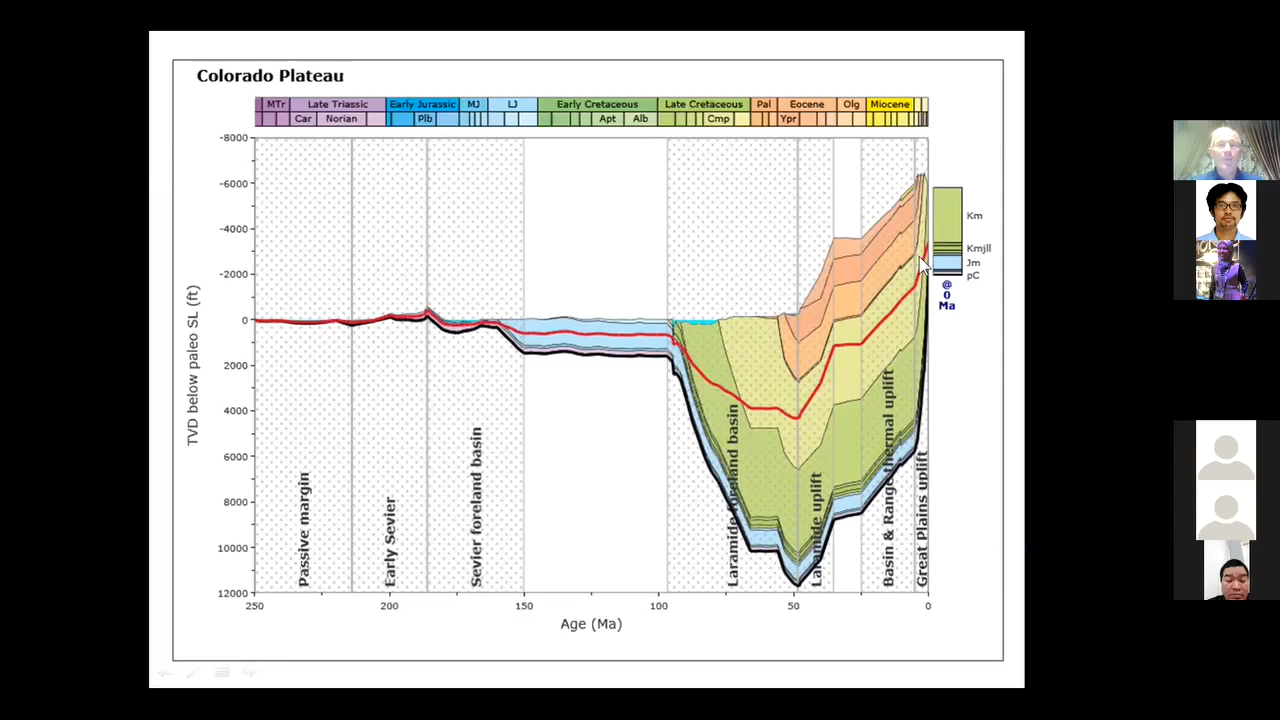 Colorado Plateau
MTr Late Triassic Early Jurassic MJ LJ Early Cretaceous Late Cretaceous Pal Eocene Olg Miocene
Car Norian Plb Apt Alb Cmp Ypr
-8000
-6000
-4000
-2000
0
2000
4000
6000
8000
10000
12000
TVD below paleo SL (ft)
250 200 150 100 50 0
Age (Ma)
Passive margin
Early Sevier
Sevier foreland basin
Laramide foreland basin
Laramide uplift
Basin & Range thermal uplift
Great Plains uplift
Km
Kmjll
Jm
pC
@
0
Ma